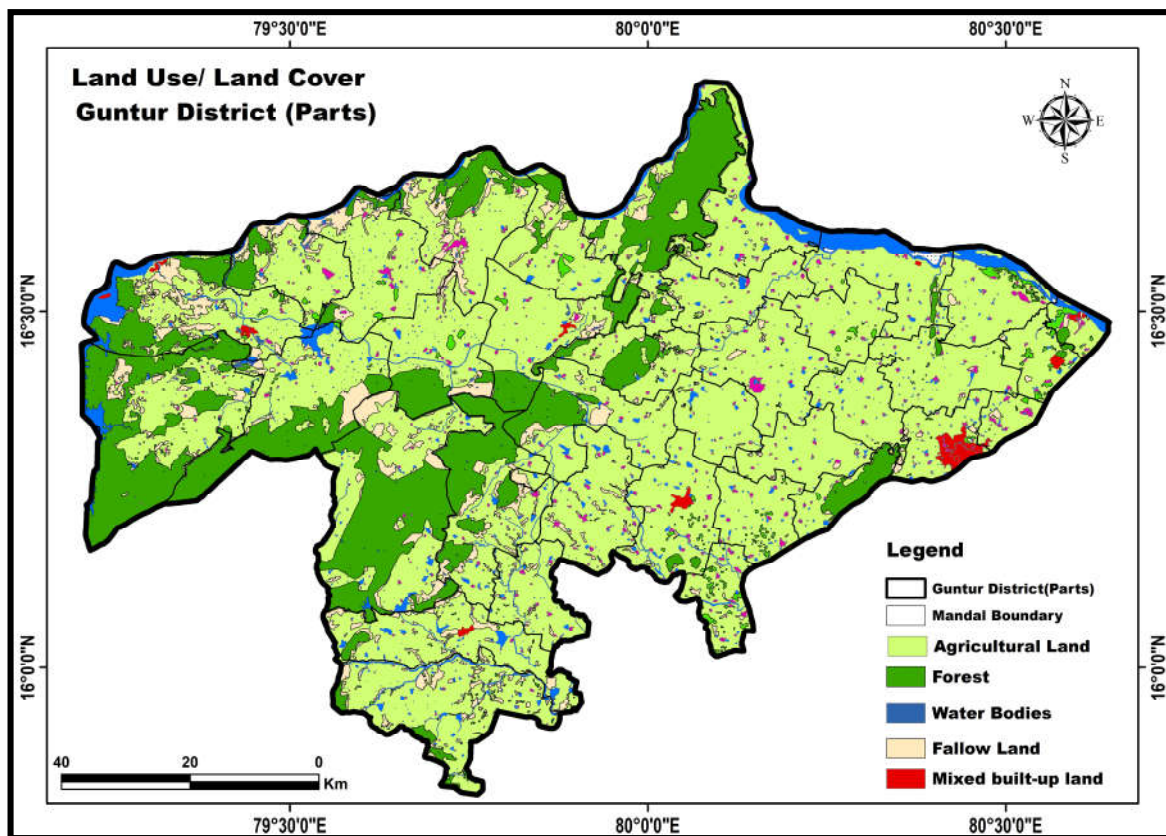 79°30'0"E 80°0'0"E 80°30'0"E
Land Use/ Land Cover
Guntur District (Parts)
N
W E
S
16°30'0"N 16°30'0"N
16°0'0"N 16°0'0"N
Legend
Guntur District(Parts)
Mandal Boundary
Agricultural Land
Forest
Water Bodies
Fallow Land
Mixed built-up land
40 20 0
Km
79°30'0"E 80°0'0"E 80°30'0"E